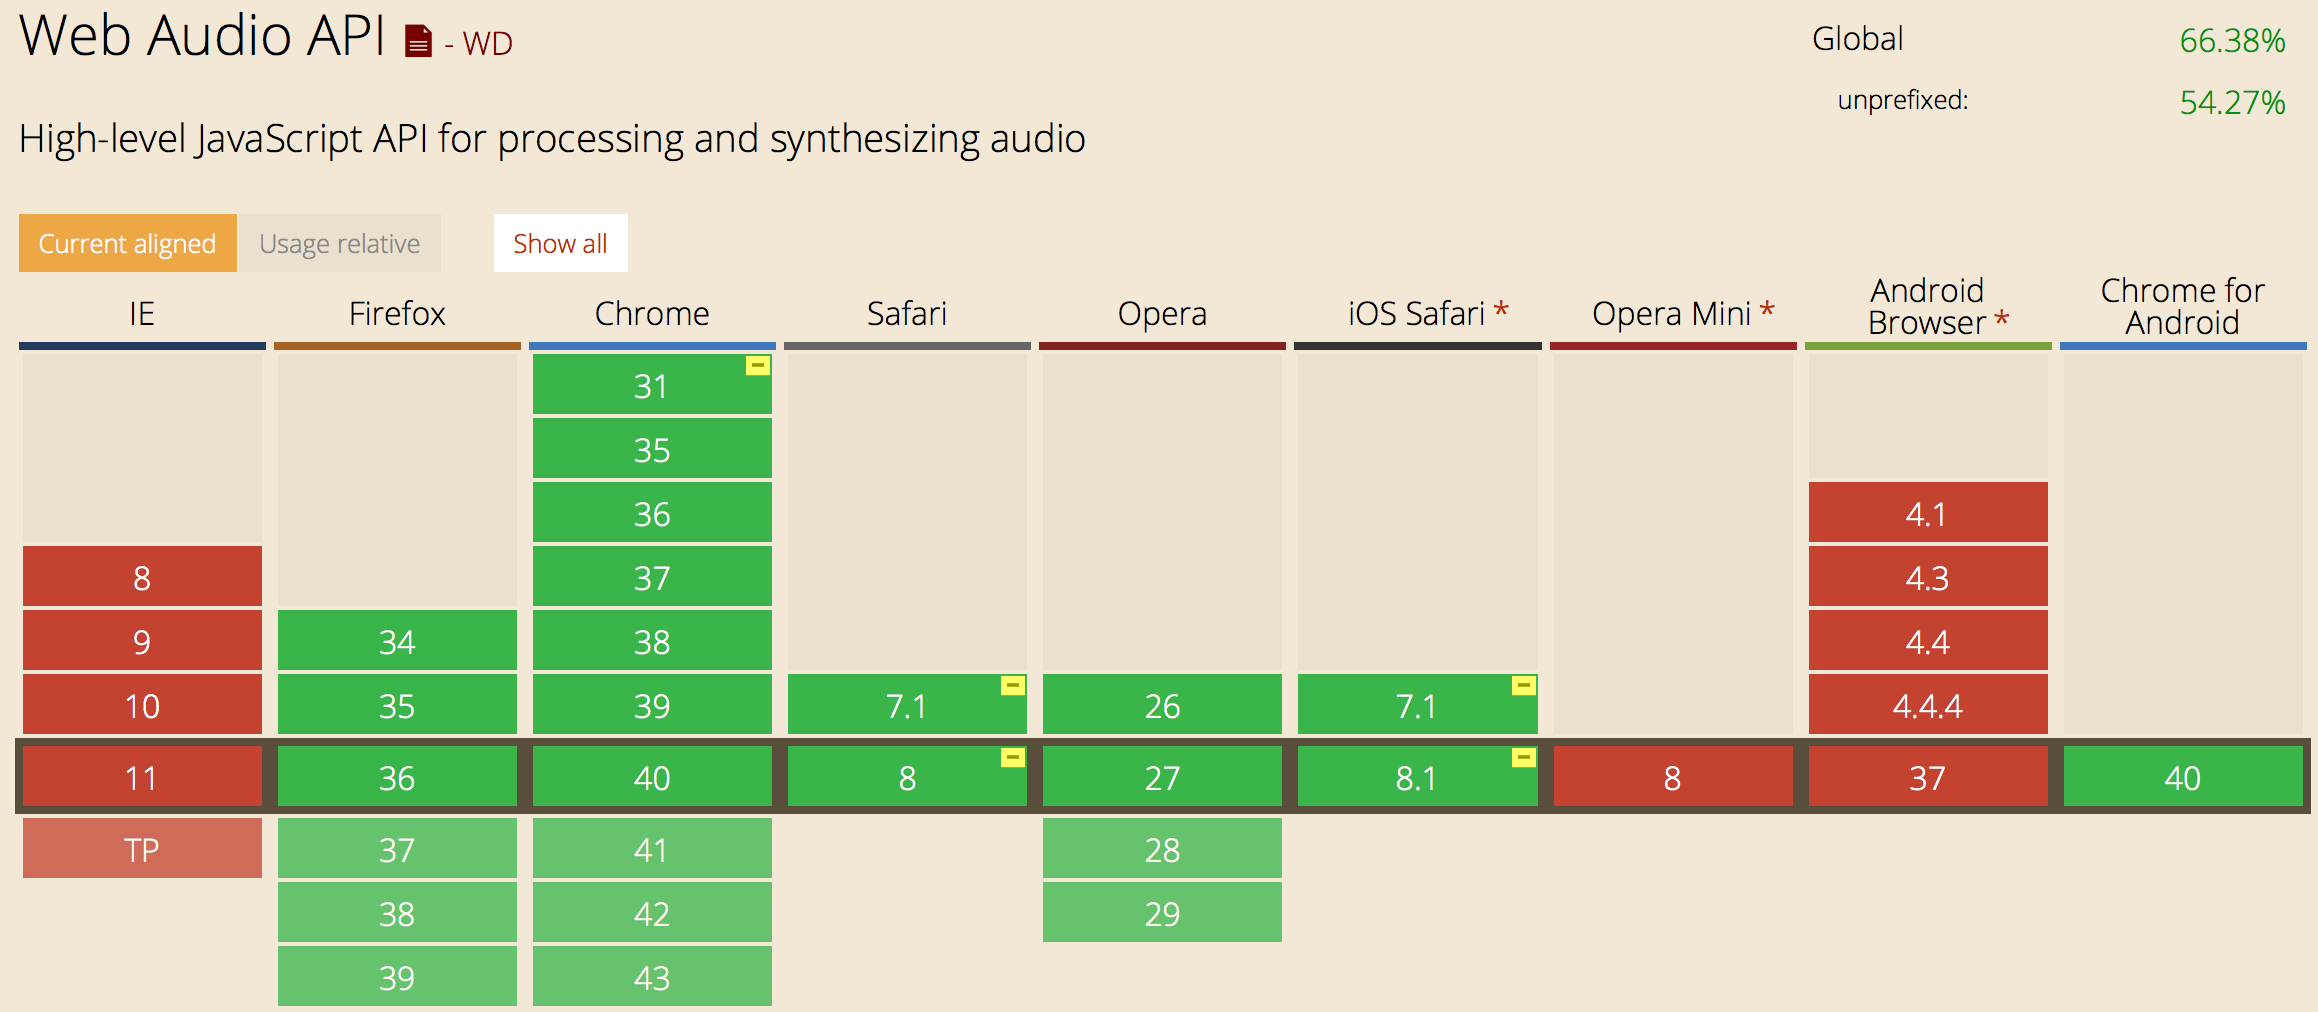 Web Audio API - WD
Global 66.38%
unprefixed: 54.27%
High-level JavaScript API for processing and synthesizing audio
Current aligned Usage relative Show all
IE Firefox Chrome Safari Opera iOS Safari * Opera Mini * Android Browser * Chrome for Android
31
35
36 4.1
8 37 4.3
9 34 38 4.4
10 35 39 7.1 26 7.1 4.4.4
11 36 40 8 27 8.1 8 37 40
TP 37 41 28
38 42 29
39 43